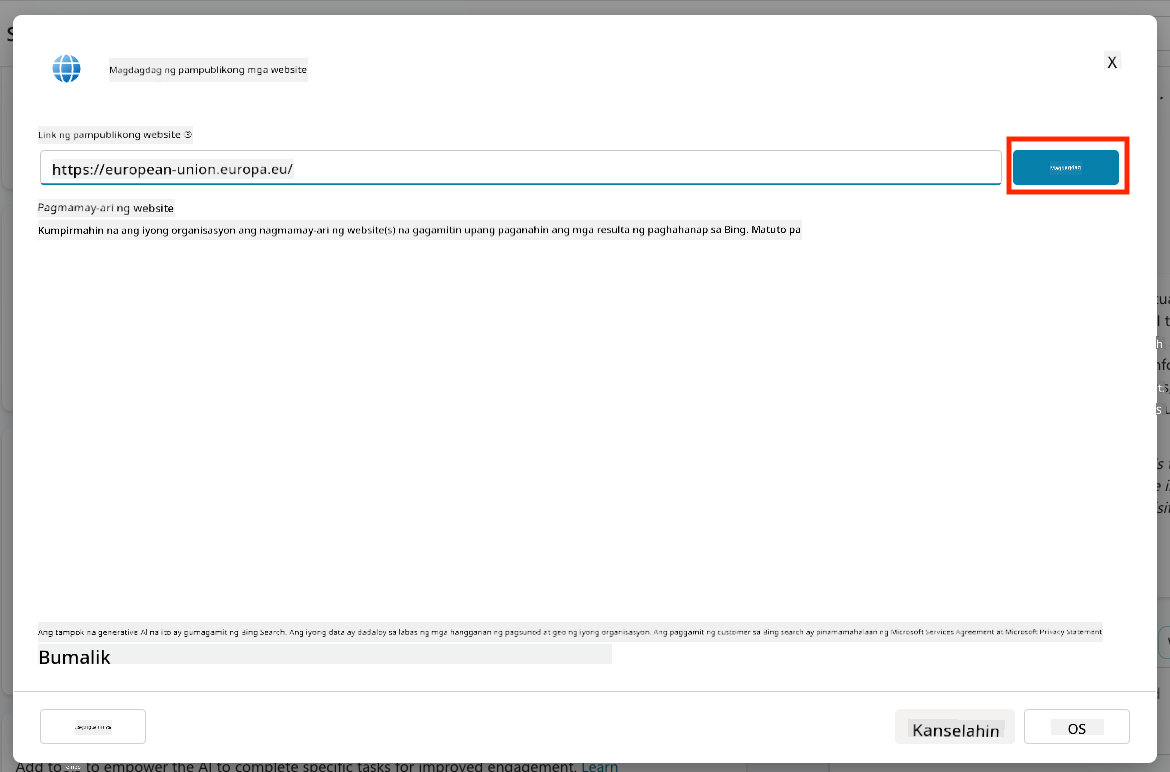 Magdagdag ng pampublikong mga website
X
Link ng pampublikong website
https://european-union.europa.eu/
Magdagdag
Pagmamay-ari ng website
Kumpirmahin na ang iyong organisasyon ang nagmamay-ari ng website(s) na gagamitin upang paganahin ang mga resulta ng paghahanap sa Bing. Matuto pa
Ang tampok na generative AI na ito ay gumagamit ng Bing Search. Ang iyong data ay dadaloy sa labas ng mga hangganan ng pagsunod at geo ng iyong organisasyon. Ang paggamit ng customer sa Bing search ay pinamamahalaan ng Microsoft Services Agreement at Microsoft Privacy Statement
Bumalik
Kanselahin
OS
Add to empower the AI to complete specific tasks for improved engagement. Learn